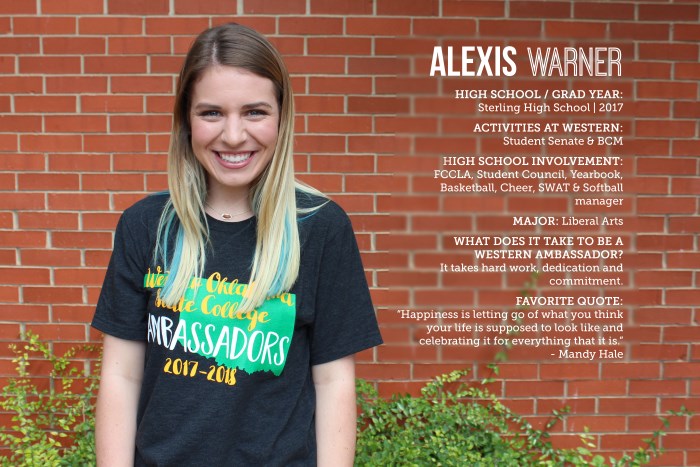 ALEXIS WARNER
HIGH SCHOOL / GRAD YEAR:
Sterling High School | 2017
ACTIVITIES AT WESTERN:
Student Senate & BCM
HIGH SCHOOL INVOLVEMENT:
FCCLA, Student Council, Yearbook,
Basketball, Cheer, SWAT & Softball
manager
MAJOR: Liberal Arts
WHAT DOES IT TAKE TO BE A
WESTERN AMBASSADOR?
It takes hard work, dedication and
commitment.
FAVORITE QUOTE:
“Happiness is letting go of what you think
your life is supposed to look like and
celebrating it for everything that it is.”
- Mandy Hale
Western Oklahoma
State College
AMBASSADORS
2017-2018